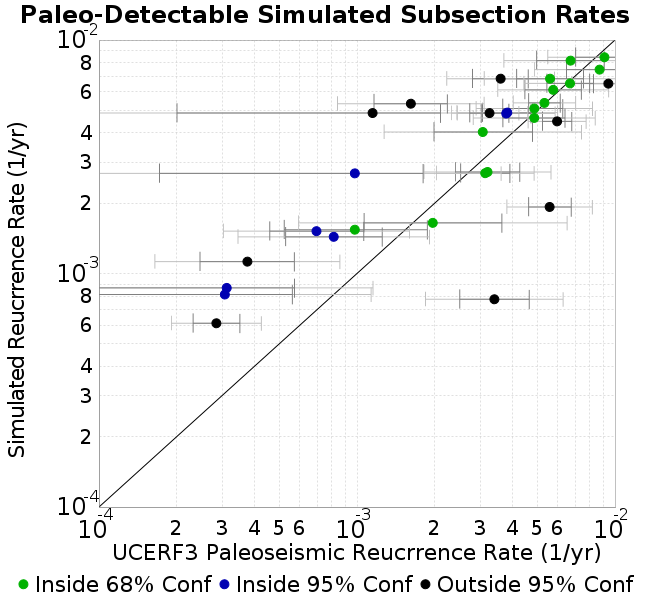 Paleo-Detectable Simulated Subsection Rates
Simulated Reucrrence Rate (1/yr)
10-2
8
6
4
3
2
10-3
8
6
4
3
2
10-4
10-4 2 3 4 5 6 10-3 2 3 4 5 6 10-2
UCERF3 Paleoseismic Reucrrence Rate (1/yr)
Inside 68% Conf Inside 95% Conf Outside 95% Conf